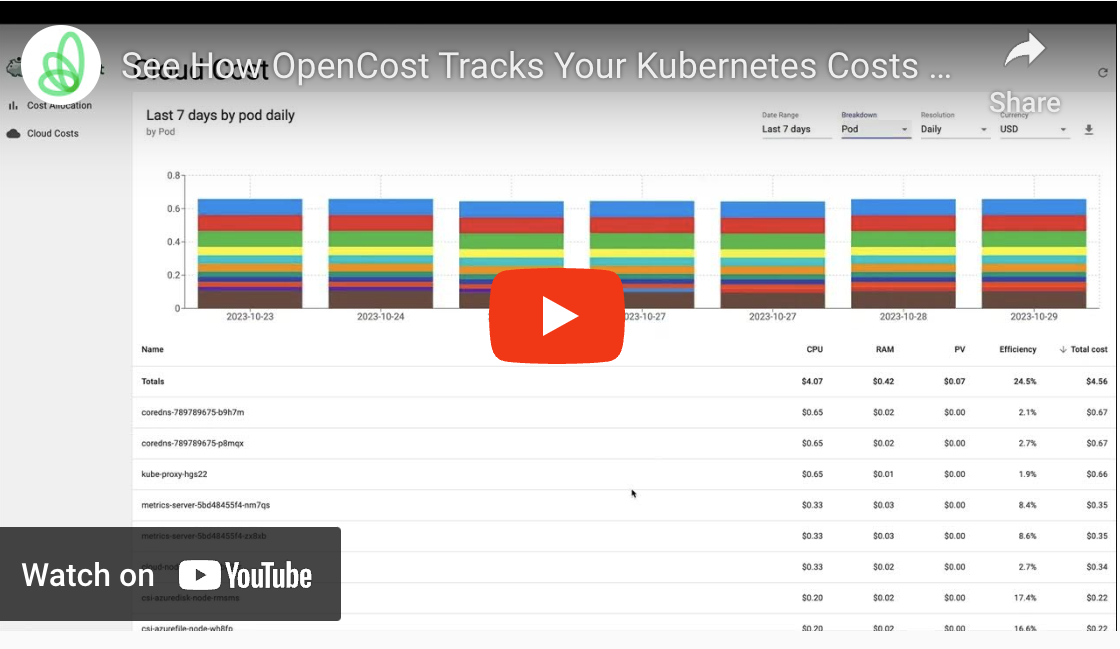 See How OpenCost Tracks Your Kubernetes Costs ...
Cloud Cost
Share
Cost Allocation
Cloud Costs
Last 7 days by pod daily
by Pod
Date Range
Last 7 days
Breakdown
Pod
Resolution
Daily
Currency
USD
0.8
0.6
0.4
0.2
0
2023-10-23 2023-10-24 23-10-27 2023-10-27 2023-10-28 2023-10-29
Name CPU RAM PV Efficiency Total cost
Totals $4.07 $0.42 $0.07 24.5% $4.56
coredns-789789675-b9h7m $0.65 $0.02 $0.00 2.1% $0.67
coredns-789789675-p8mqx $0.65 $0.02 $0.00 2.7% $0.67
kube-proxy-hgs22 $0.65 $0.01 $0.00 1.9% $0.66
metrics-server-5bd48455f4-nm7qs $0.33 $0.03 $0.00 8.4% $0.35
metrics-server-5bd48455f4-zx8xb $0.33 $0.03 $0.00 8.6% $0.35
$0.33 $0.02 $0.00 2.7% $0.34
csi-azuredisk-node-rmsms $0.20 $0.02 $0.00 17.4% $0.22
csi-azurefile-node-wh8fp $0.20 $0.02 $0.00 16.6% $0.22
Watch on YouTube